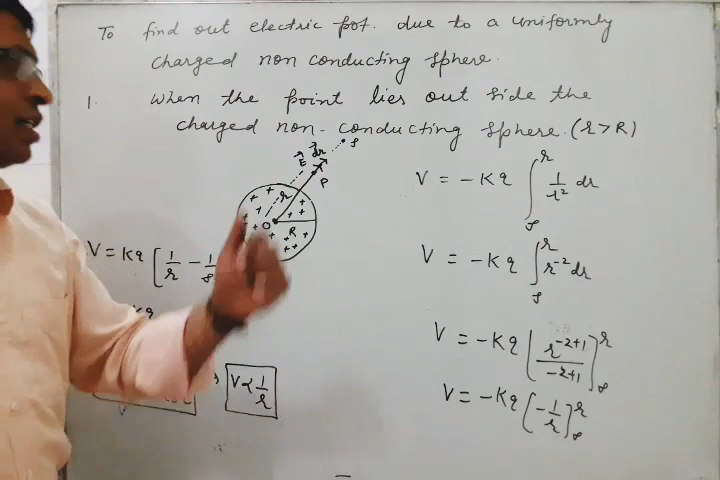 To find out electric pot. due to a uniformly
charged non conducting sphere.
1. When the point lies out side the
charged non-conducting sphere. (r > R)
E dr ∞
P
r
O R
V = Kq [1/r - 1/∞
Kq
V ∝ 1/r
V = -Kq ∫_∞^r 1/r² dr
V = -Kq ∫_∞^r r⁻² dr
V = -Kq [r^(-2+1)/(-2+1)]_∞^r
V = -Kq [-1/r]_∞^r